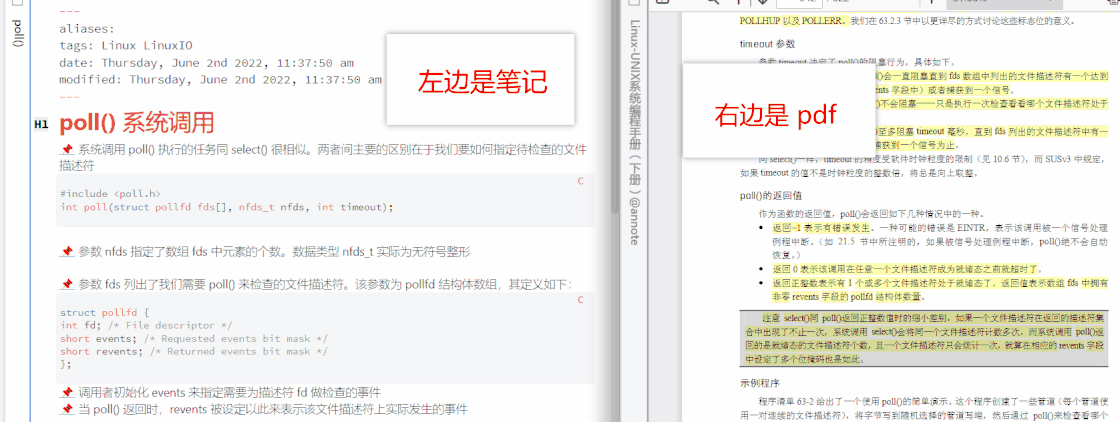 poll()
---
aliases:
tags: Linux LinuxIO
date: Thursday, June 2nd 2022, 11:37:50 am
modified: Thursday, June 2nd 2022, 11:37:50 am
---
左边是笔记
H1 poll() 系统调用
系统调用 poll() 执行的任务同 select() 很相似。两者间主要的区别在于我们要如何指定待检查的文件
描述符
C
#include <poll.h>
int poll(struct pollfd fds[], nfds_t nfds, int timeout);
参数 nfds 指定了数组 fds 中元素的个数。数据类型 nfds_t 实际为无符号整形
参数 fds 列出了我们需要 poll() 来检查的文件描述符。该参数为 pollfd 结构体数组，其定义如下：
C
struct pollfd {
int fd; /* File descriptor */
short events; /* Requested events bit mask */
short revents; /* Returned events bit mask */
};
调用者初始化 events 来指定需要为描述符 fd 做检查的事件
当 poll() 返回时，revents 被设定以此来表示该文件描述符上实际发生的事件
Linux-UNIX系统编程手册（下册）@annote
POLLHUP 以及 POLLERR。我们在 63.2.3 节中以更详尽的方式讨论这些标志位的意义。
timeout 参数
参数 timeout 决定了 poll()的阻塞行为，具体如下。
()会一直阻塞直到 fds 数组中列出的文件描述符有一个达到
vents 字段中）或者捕获到一个信号。
()不会阻塞——只是执行一次检查看看哪个文件描述符处于
()至多阻塞 timeout 毫秒，直到 fds 列出的文件描述符中有一
捕获到一个信号为止。
右边是 pdf
同 select()一样，timeout 的精度受软件时钟粒度的限制（见 10.6 节），而 SUSv3 中规定，
如果 timeout 的值不是时钟粒度的整数倍，将总是向上取整。
poll()的返回值
作为函数的返回值，poll()会返回如下几种情况中的一种。
● 返回–1 表示有错误发生。一种可能的错误是 EINTR，表示该调用被一个信号处理
例程中断。（如 21.5 节中所注明的，如果被信号处理例程中断，poll()绝不会自动
恢复。）
● 返回 0 表示该调用在任意一个文件描述符成为就绪态之前就超时了。
● 返回正整数表示有 1 个或多个文件描述符处于就绪态了。返回值表示数组 fds 中拥有
非零 revents 字段的 pollfd 结构体数量。
注意 select()同 poll()返回正整数值时的细小差别。如果一个文件描述符在返回的描述符集
合中出现了不止一次，系统调用 select()会将同一个文件描述符计数多次。而系统调用 poll()返
回的是就绪态的文件描述符个数，且一个文件描述符只会统计一次，就算在相应的 revents 字段
中设定了多个位掩码也是如此。
示例程序
程序清单 63-2 给出了一个使用 poll()的简单演示。这个程序创建了一些管道（每个管道使
用一对连续的文件描述符），将字节写到随机选择的管道写端，然后通过 poll()来检查看哪个